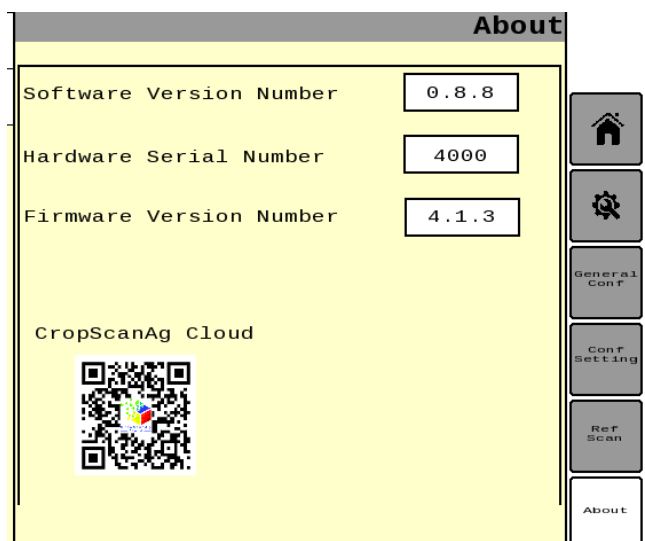 About
Software Version Number 0.8.8
Hardware Serial Number 4000
Firmware Version Number 4.1.3
CropScanAg Cloud
General
Conf
Conf
Setting
Ref
Scan
About